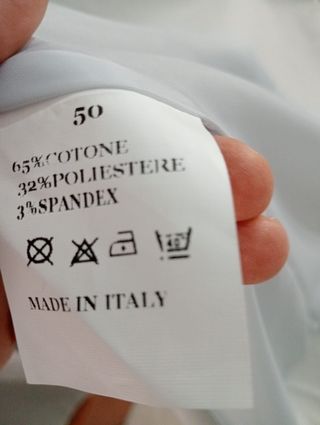 50
65%COTONE
32%POLIESTERE
3%SPANDEX
MADE IN ITALY